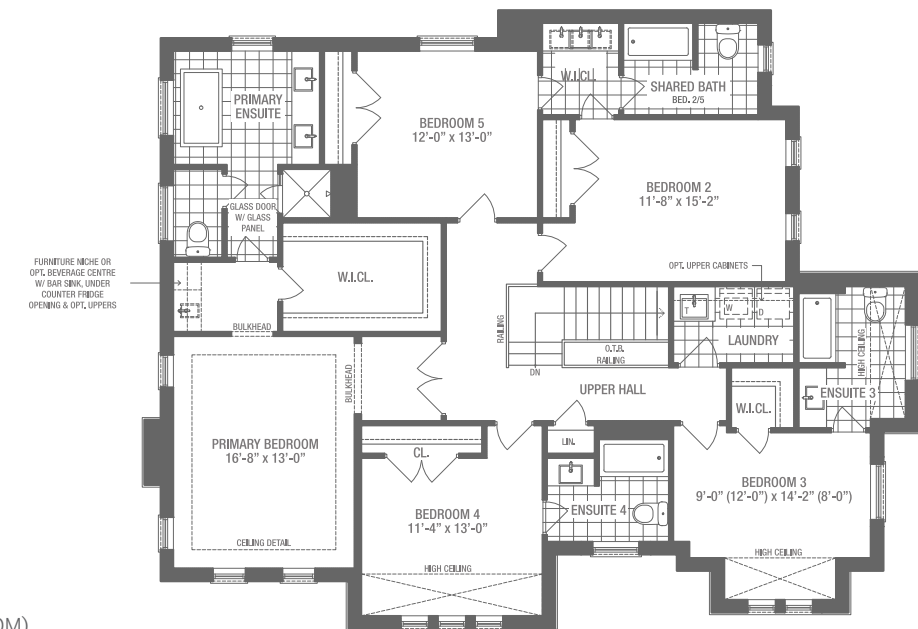 W.I.CL.
SHARED BATH
BED. 2/5
PRIMARY
ENSUITE
BEDROOM 5
12'-0" x 13'-0"
BEDROOM 2
11'-8" x 15'-2"
GLASS DOOR
W/ GLASS
PANEL
FURNITURE NICHE OR
OPT. BEVERAGE CENTRE
W/ BAR SINK, UNDER
COUNTER FRIDGE
OPENING & OPT. UPPERS
W.I.CL.
OPT. UPPER CABINETS
T
W
D
LAUNDRY
RAILING
O.T.B.
RAILING
DN
BULKHEAD
BULKHEAD
HIGH CEILING
ENSUITE 3
UPPER HALL
W.I.CL.
PRIMARY BEDROOM
16'-8" x 13'-0"
CEILING DETAIL
CL.
LIN.
BEDROOM 4
11'-4" x 13'-0"
HIGH CEILING
ENSUITE 4
BEDROOM 3
9'-0" (12'-0") x 14'-2" (8'-0")
HIGH CEILING
OM)